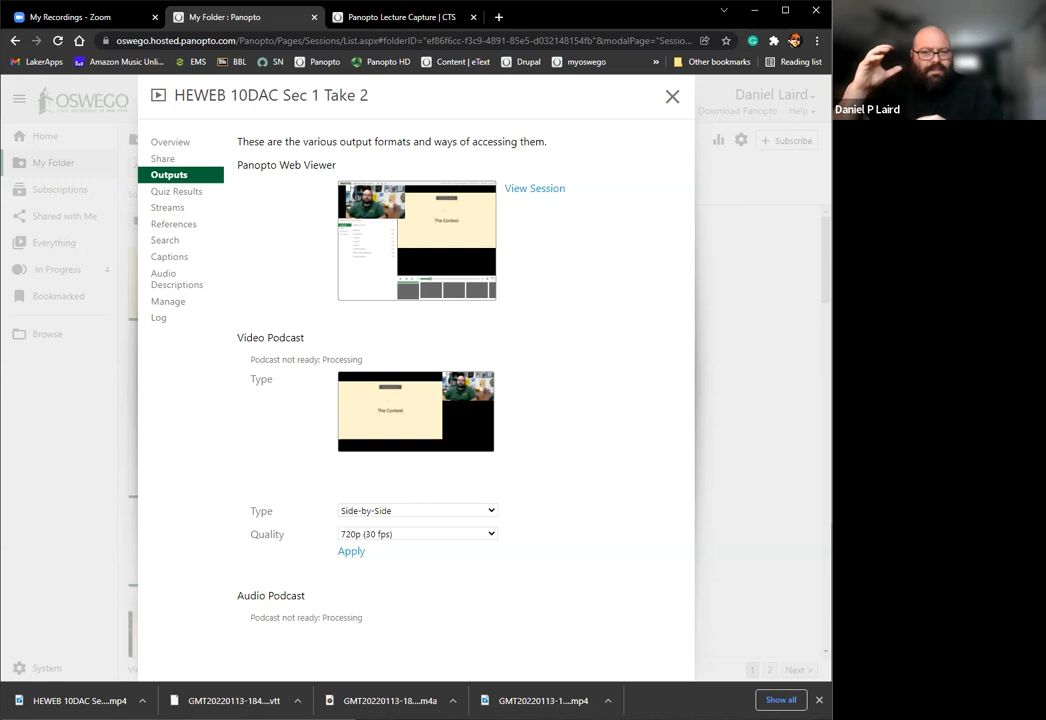 My Recordings - Zoom
My Folder : Panopto
Panopto Lecture Capture | CTS
oswego.hosted.panopto.com/Panopto/Pages/Sessions/List.aspx#folderID="ef86f6cc-f3c9-4891-85e5-d032148154fb"&modalPage="Sessio...
LakerApps
Amazon Music Unli...
EMS
BBL
SN
Panopto
Panopto HD
Content | eText
Drupal
myoswego
»
Other bookmarks
Reading list
OSWEGO
HEWEB 10DAC Sec 1 Take 2
Daniel Laird
Download Panopto
Help
Subscribe
Home
My Folder
Subscriptions
Shared with Me
Everything
In Progress 4
Bookmarked
Browse
System
Overview
Share
Outputs
Quiz Results
Streams
References
Search
Captions
Audio
Descriptions
Manage
Log
These are the various output formats and ways of accessing them.
Panopto Web Viewer
The Context
View Session
Video Podcast
Podcast not ready: Processing
Type
The Context
Type
Side-by-Side
Quality
720p (30 fps)
Apply
Audio Podcast
Podcast not ready: Processing
1
2
Next >
HEWEB 10DAC Se....mp4
GMT20220113-184....vtt
GMT20220113-18....m4a
GMT20220113-1....mp4
Show all
Daniel P Laird